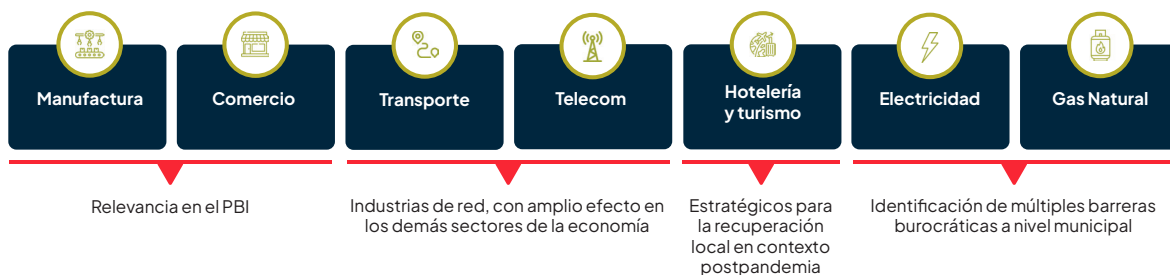 Manufactura
Comercio
Transporte
Telecom
Hotelería
y turismo
Electricidad
Gas Natural
Relevancia en el PBI
Industrias de red, con amplio efecto en
los demás sectores de la economía
Estratégicos para
la recuperación
local en contexto
postpandemia
Identificación de múltiples barreras
burocráticas a nivel municipal